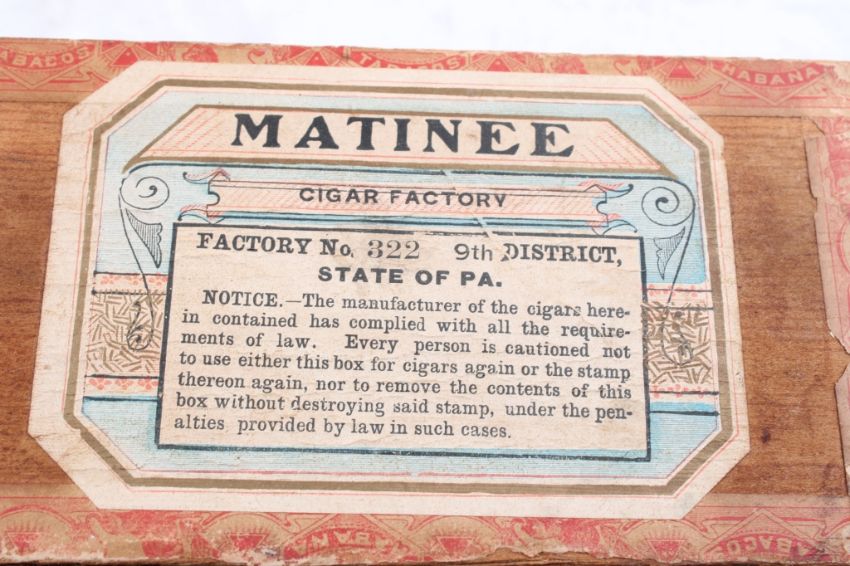 TABACOS
HABANA
MATINEE
CIGAR FACTORY
FACTORY No. 322 9th DISTRICT,
STATE OF PA.
NOTICE.—The manufacturer of the cigars here-
in contained has complied with all the require-
ments of law. Every person is cautioned not
to use either this box for cigars again or the stamp
thereon again, nor to remove the contents of this
box without destroying said stamp, under the pen-
alties provided by law in such cases.
HABANA